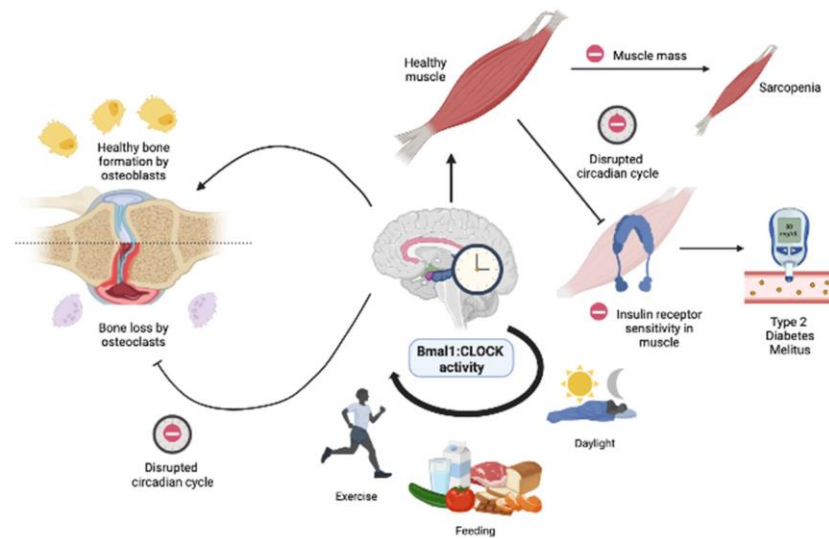 Healthy
muscle
Muscle mass
Sarcopenia
Disrupted
circadian cycle
Healthy bone
formation by
osteoblasts
Bone loss by
osteoclasts
Insulin receptor
sensitivity in
muscle
Type 2
Diabetes
Melitus
Bmal1:CLOCK
activity
Daylight
Exercise
Feeding
Disrupted
circadian cycle